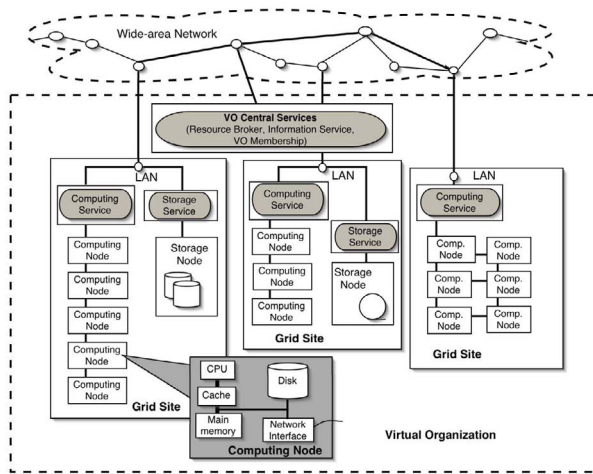 Wide-area Network
VO Central Services
(Resource Broker, Information Service,
VO Membership)
LAN
Computing
Service
Storage
Service
Computing
Node
Computing
Node
Computing
Node
Computing
Node
Computing
Node
Storage
Node
Grid Site
LAN
Computing
Service
Storage
Service
Computing
Node
Computing
Node
Computing
Node
Storage
Node
Grid Site
LAN
Computing
Service
Comp.
Node
Comp.
Node
Comp.
Node
Comp.
Node
Comp.
Node
Comp.
Node
Grid Site
CPU
Cache
Main
memory
Disk
Network
Interface
Computing Node
Virtual Organization